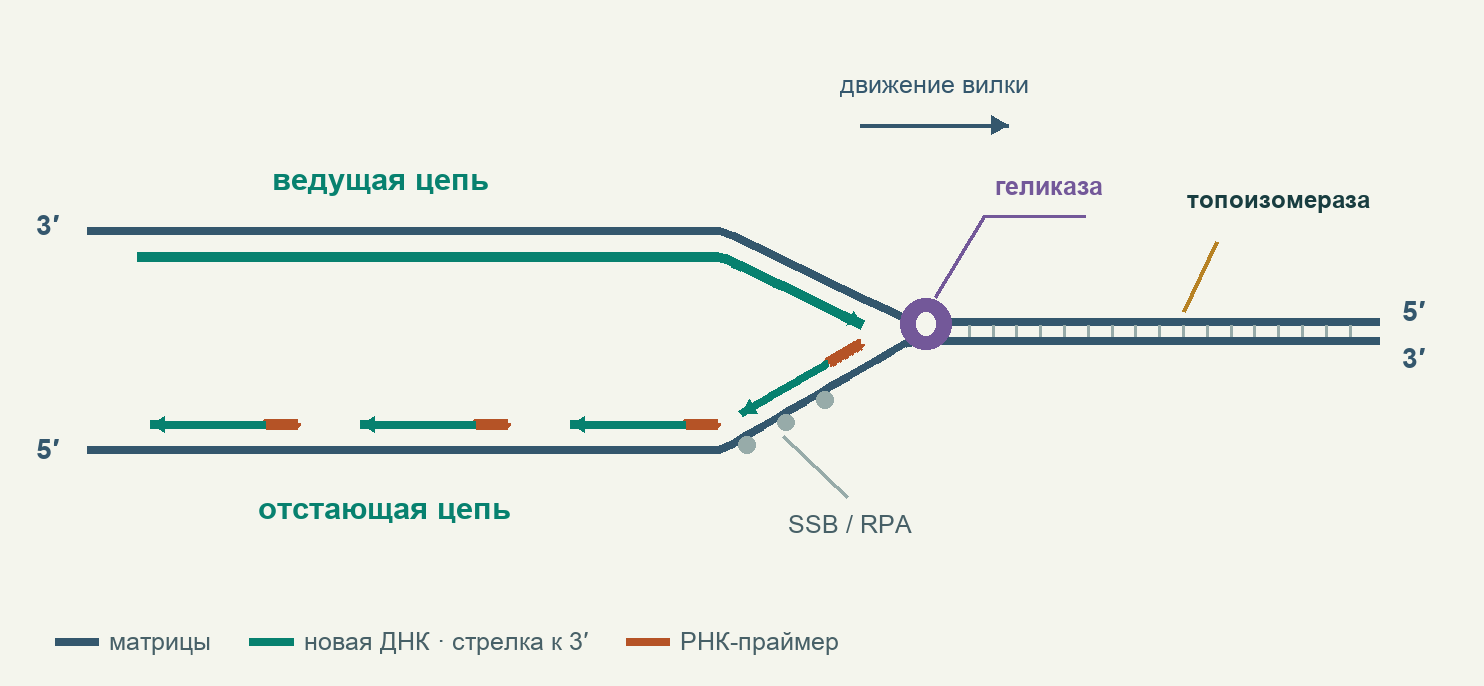 движение вилки
ведущая цепь
геликаза
топоизомераза
3′
5′
3′
5′
отстающая цепь
SSB / RPA
матрицы
новая ДНК · стрелка к 3′
РНК-праймер